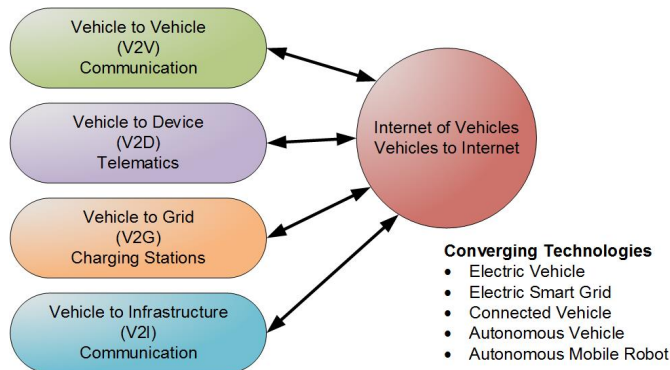 Vehicle to Vehicle
(V2V)
Communication
Vehicle to Device
(V2D)
Telematics
Vehicle to Grid
(V2G)
Charging Stations
Vehicle to Infrastructure
(V2I)
Communication
Internet of Vehicles
Vehicles to Internet
Converging Technologies
• Electric Vehicle
• Electric Smart Grid
• Connected Vehicle
• Autonomous Vehicle
• Autonomous Mobile Robot